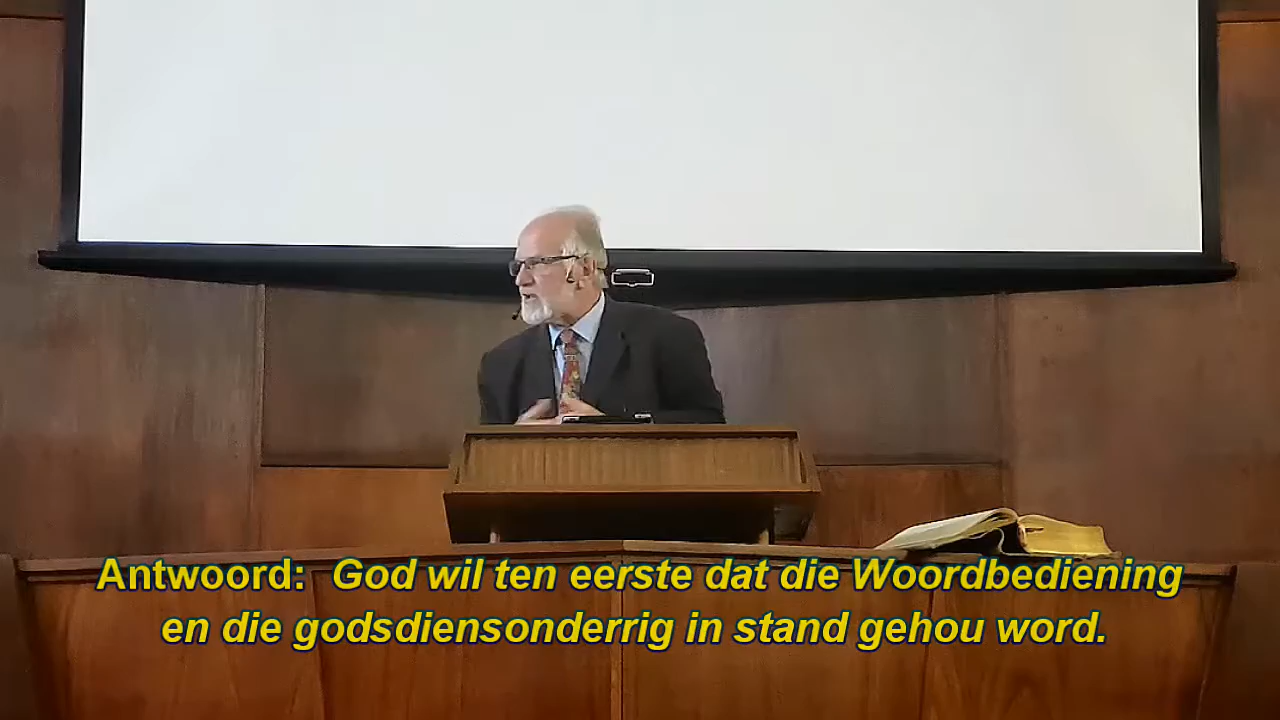 Antwoord: God wil ten eerste dat die Woordbediening
en die godsdiensonderrig in stand gehou word.